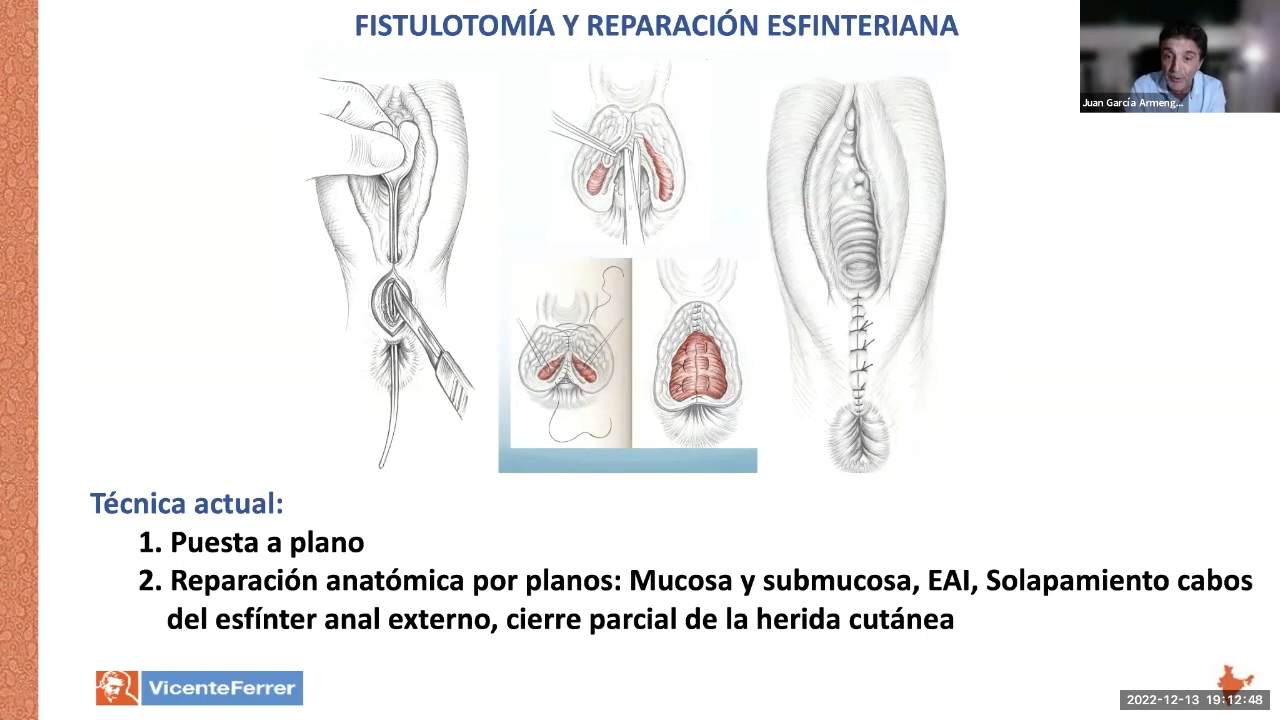 FISTULOTOMÍA Y REPARACIÓN ESFINTERIANA
Juan García Armeng...
Técnica actual:
1. Puesta a plano
2. Reparación anatómica por planos: Mucosa y submucosa, EAI, Solapamiento cabos
del esfínter anal externo, cierre parcial de la herida cutánea
VicenteFerrer
2022-12-13 19:12:48